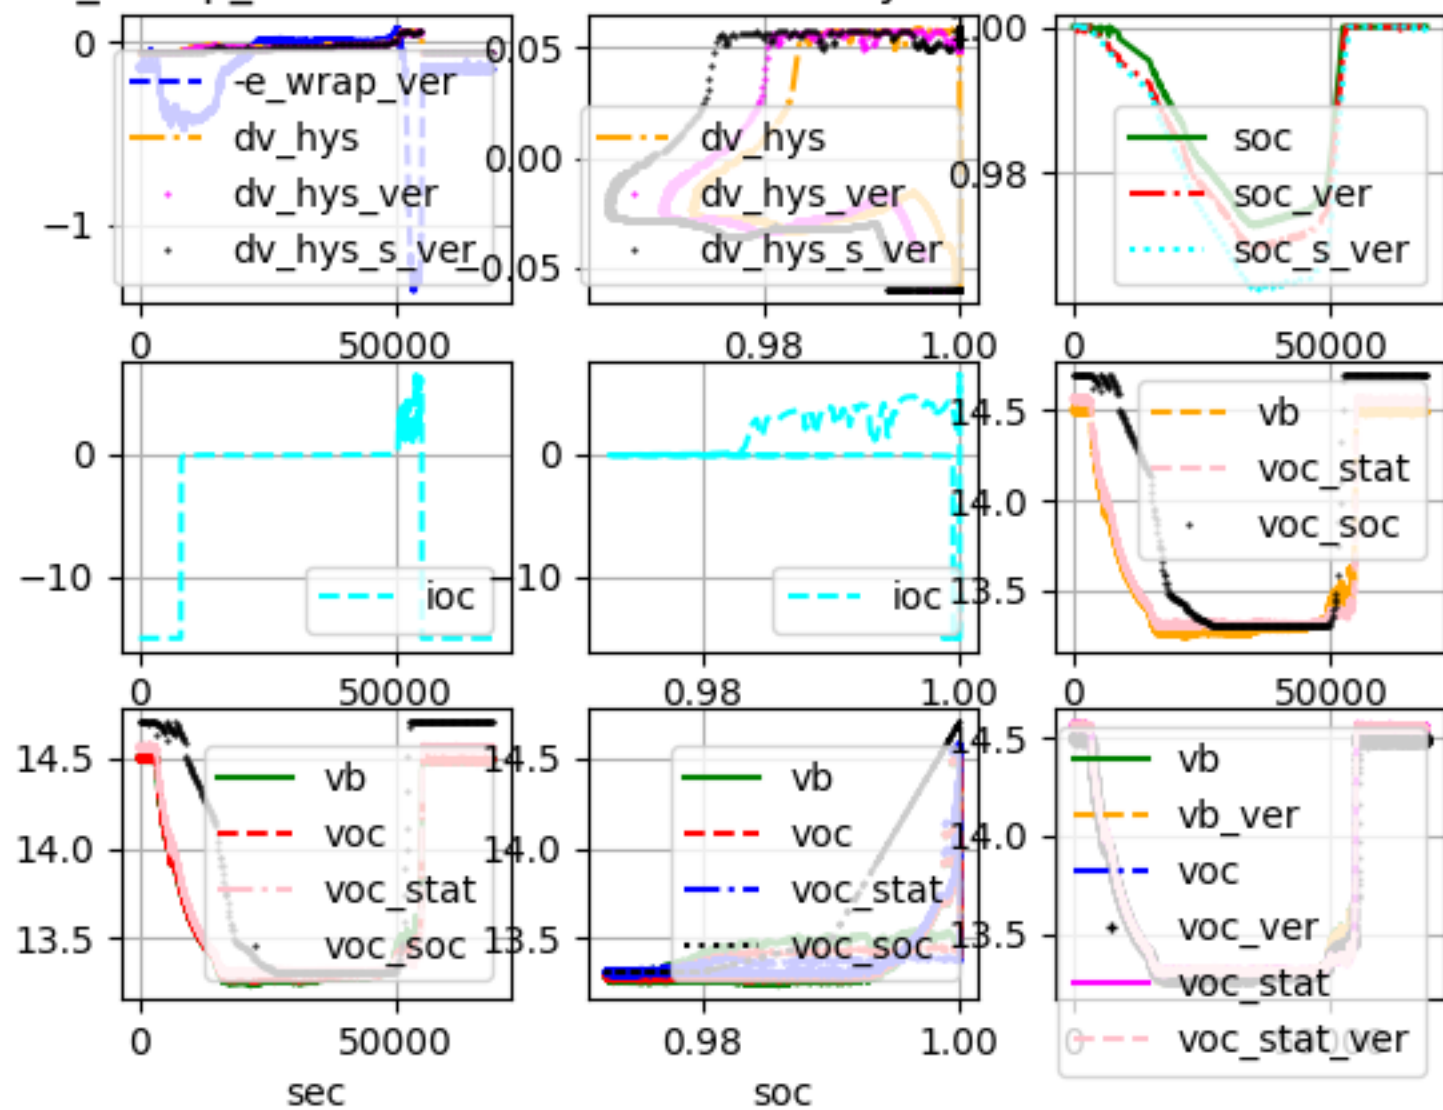 0
-e_wrap_ver
dv_hys
dv_hys_ver
−1
dv_hys_s_ver
0 50000
0.05
dv_hys
0.00
dv_hys_ver
dv_hys_s_ver
0.05
0.98 1.00
1.00
soc
0.98
soc_ver
soc_s_ver
0 50000
0
−10
ioc
0 50000
0
−10
ioc
0.98 1.00
14.5
vb
voc_stat
14.0
voc_soc
13.5
0 50000
14.5
vb
voc
14.0
voc_stat
13.5
voc_soc
0 50000
sec
14.5
vb
voc
14.0
voc_stat
13.5
voc_soc
0.98 1.00
soc
14.5
vb
vb_ver
14.0
voc
voc_ver
13.5
voc_stat
voc_stat_ver
0